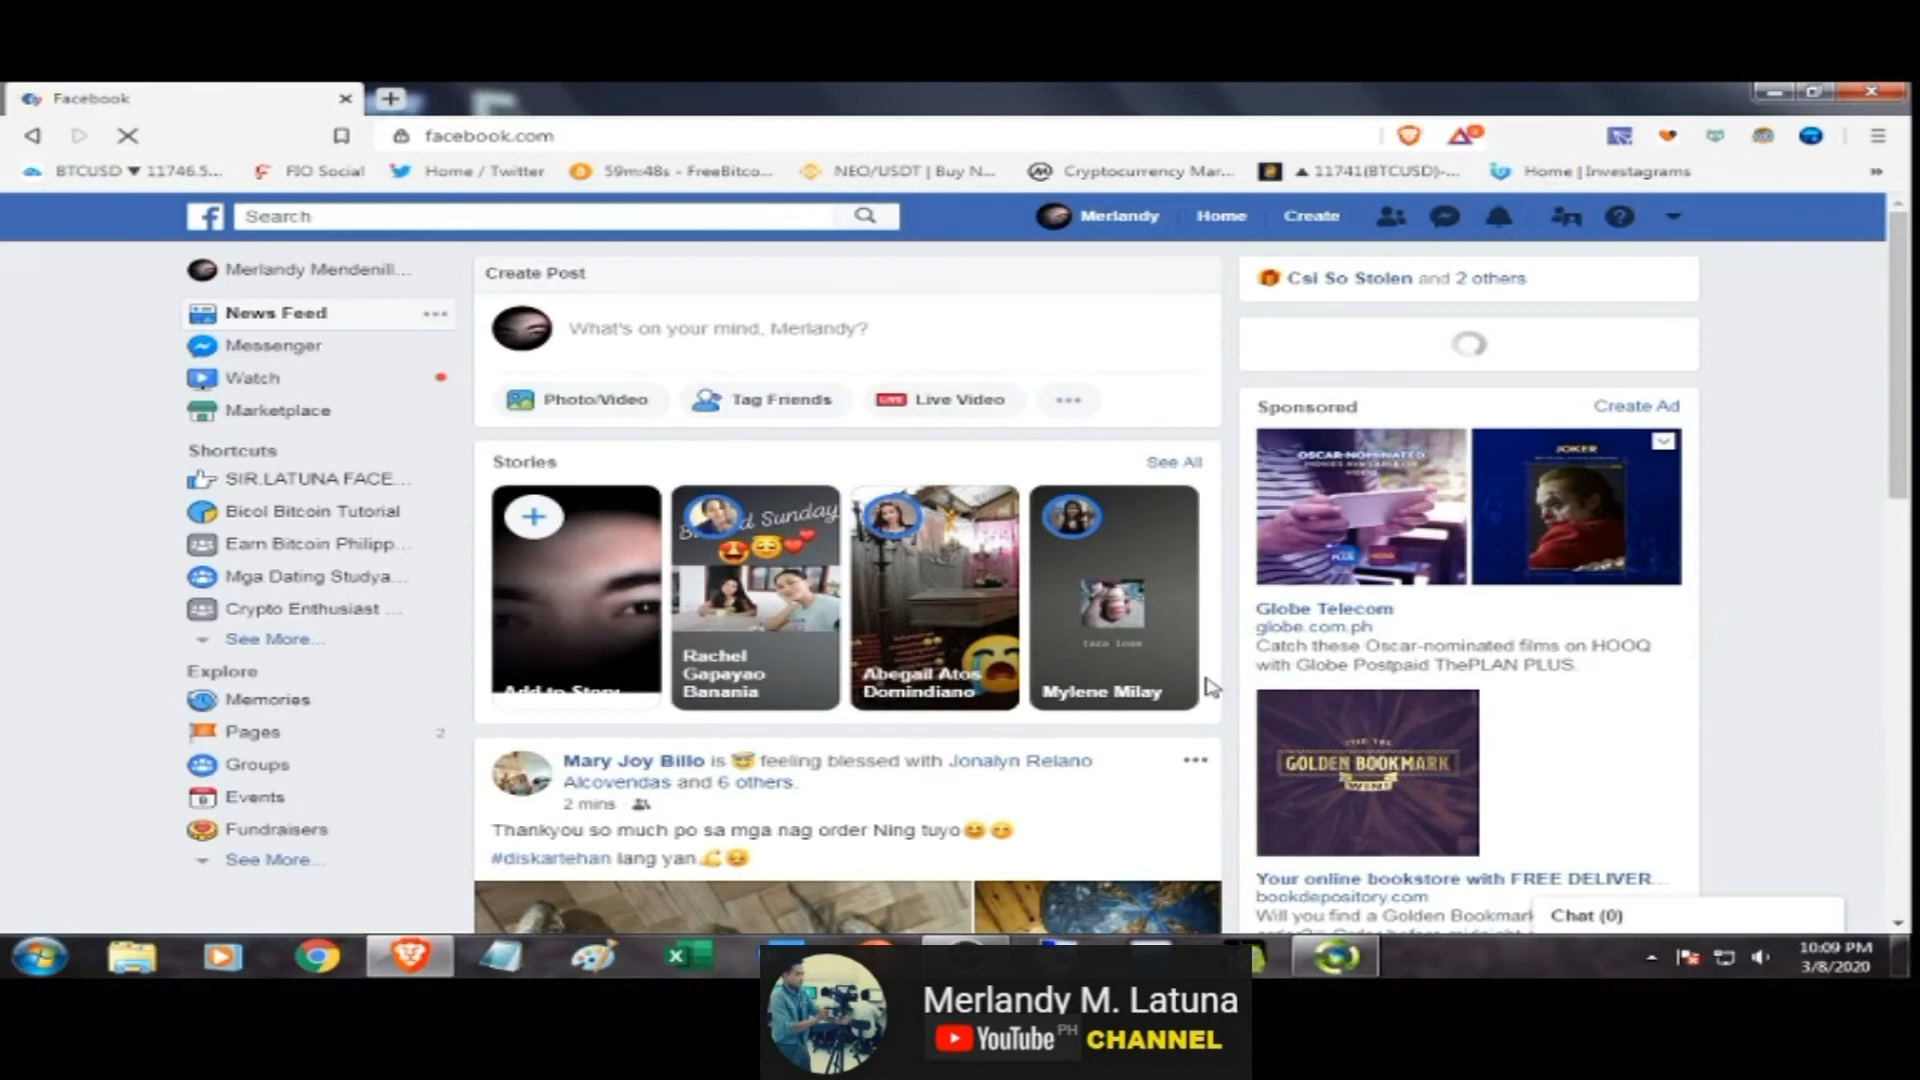 Facebook
facebook.com
BTCUSD ▼ 11746.5...
FIO Social
Home / Twitter
59m:48s - FreeBitco...
NEO/USDT | Buy N...
Cryptocurrency Mar...
▲ 11741(BTCUSD)-...
Home | Investagrams
»
Search
Merlandy
Home
Create
Merlandy Mendenill...
News Feed
Messenger
Watch
Marketplace
Shortcuts
SIR.LATUNA FACE...
Bicol Bitcoin Tutorial
Earn Bitcoin Philipp...
Mga Dating Studya...
Crypto Enthusiast ...
See More...
Explore
Memories
Pages 2
Groups
Events
Fundraisers
See More...
Create Post
What's on your mind, Merlandy?
Photo/Video
Tag Friends
LIVE Live Video
Stories
See All
Add to Story
d Sunday
Rachel
Gapayao
Banania
Abegail Atos
Domindiano
Mylene Milay
Mary Joy Billo is 😇 feeling blessed with Jonalyn Relano
Alcovendas and 6 others.
2 mins
Thankyou so much po sa mga nag order Ning tuyo😊😊
#diskartehan lang yan💪😊
Csi So Stolen and 2 others
Sponsored
Create Ad
OSCAR-NOMINATED
JOKER
Globe Telecom
globe.com.ph
Catch these Oscar-nominated films on HOOQ
with Globe Postpaid ThePLAN PLUS.
GOLDEN BOOKMARK
WIN!
Your online bookstore with FREE DELIVER...
bookdepository.com
Will you find a Golden Bookmark
Chat (0)
10:09 PM
3/8/2020
Merlandy M. Latuna
YouTube PH CHANNEL